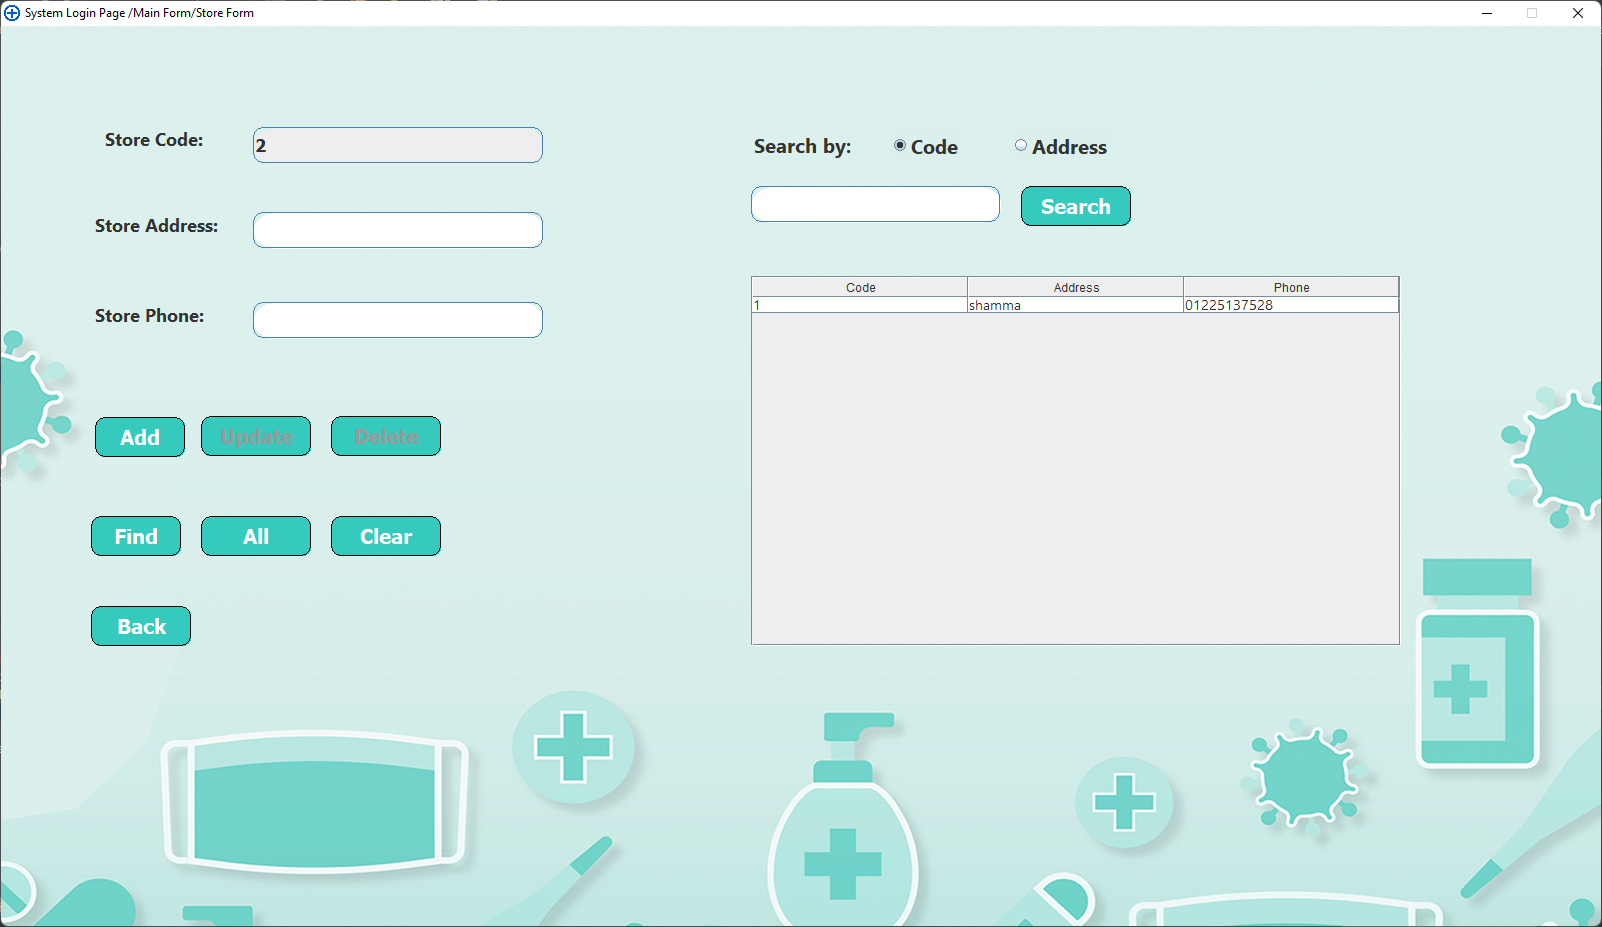 System Login Page /Main Form/Store Form
Store Code: 2
Store Address:
Store Phone:
Add Update Delete
Find All Clear
Back
Search by: Code Address
Search
Code Address Phone
1 shamma 01225137528